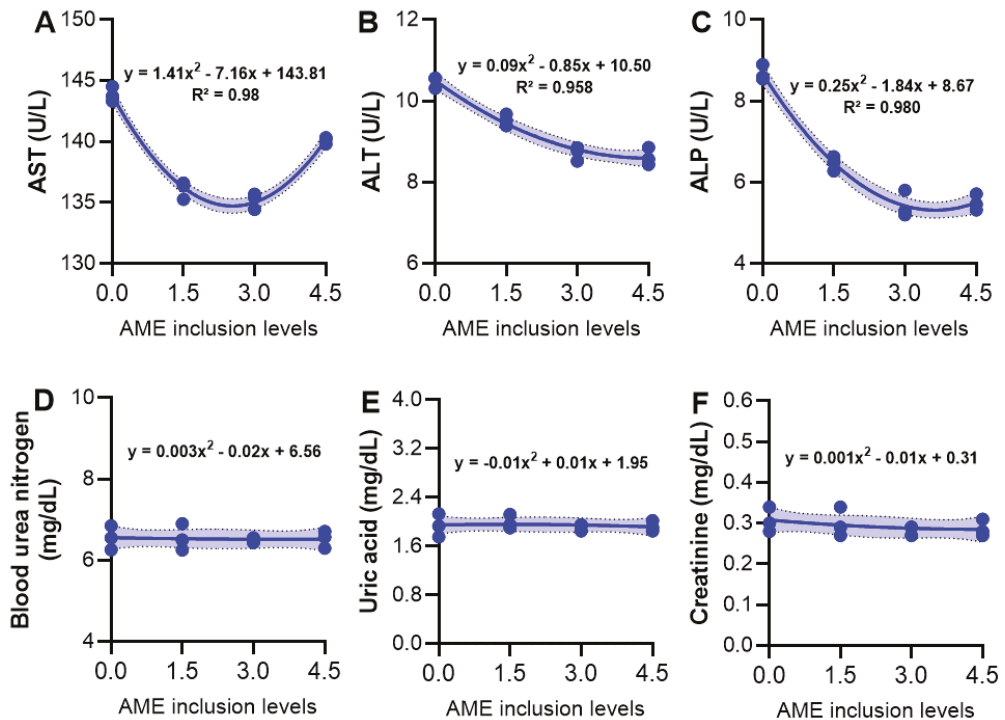 A
AST (U/L)
150
145
140
135
130
y = 1.41x² - 7.16x + 143.81
R² = 0.98
0.0 1.5 3.0 4.5
AME inclusion levels
B
ALT (U/L)
12
10
8
6
y = 0.09x² - 0.85x + 10.50
R² = 0.958
0.0 1.5 3.0 4.5
AME inclusion levels
C
ALP (U/L)
10
8
6
4
y = 0.25x² - 1.84x + 8.67
R² = 0.980
0.0 1.5 3.0 4.5
AME inclusion levels
D
Blood urea nitrogen
(mg/dL)
10
8
6
4
y = 0.003x² - 0.02x + 6.56
0.0 1.5 3.0 4.5
AME inclusion levels
E
Uric acid (mg/dL)
4.0
3.2
2.4
1.6
0.8
0.0
y = -0.01x² + 0.01x + 1.95
0.0 1.5 3.0 4.5
AME inclusion levels
F
Creatinine (mg/dL)
0.6
0.5
0.4
0.3
0.2
0.1
0.0
y = 0.001x² - 0.01x + 0.31
0.0 1.5 3.0 4.5
AME inclusion levels